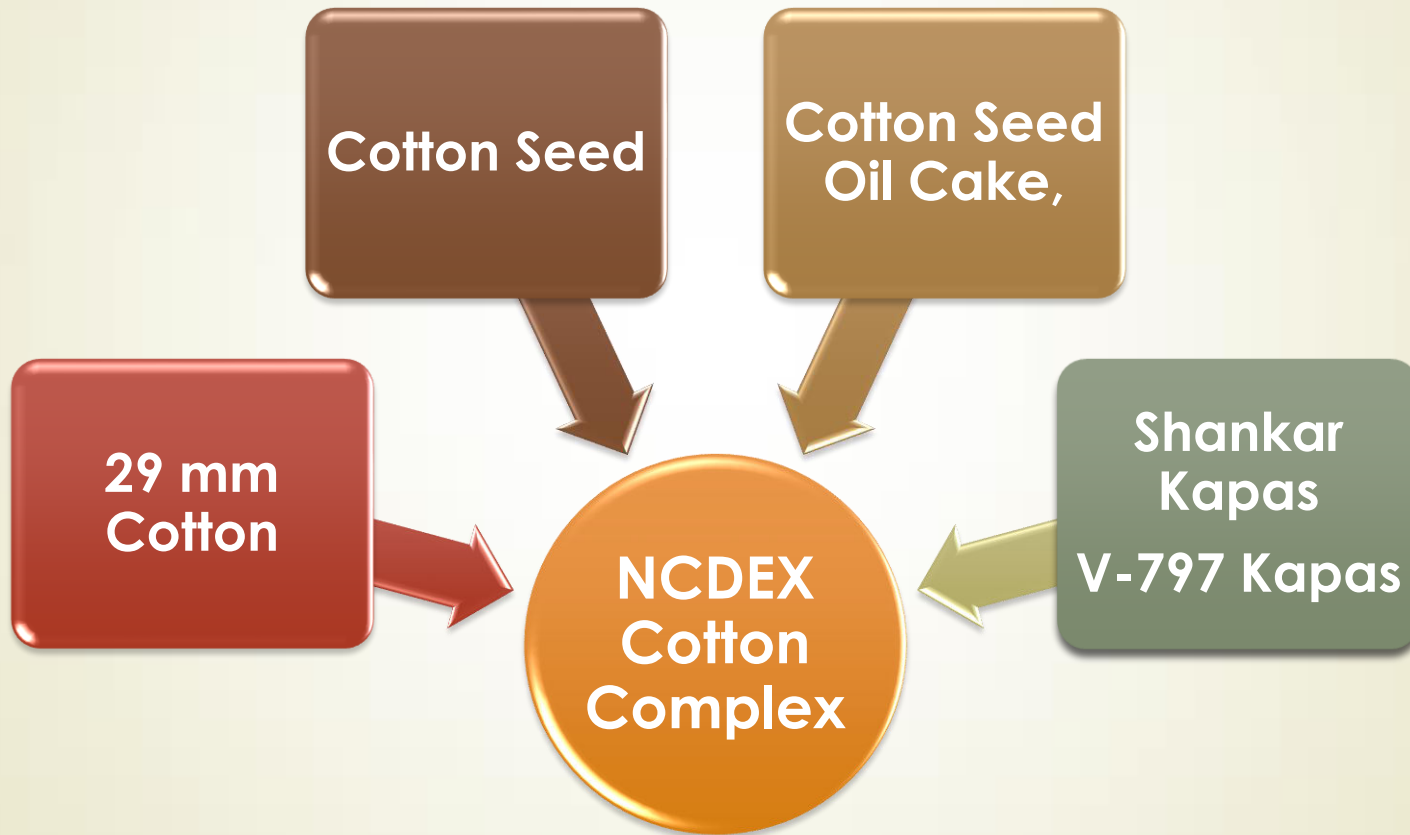 Cotton Seed
Cotton Seed
Oil Cake,
29 mm
Cotton
Shankar
Kapas
V-797 Kapas
NCDEX
Cotton
Complex